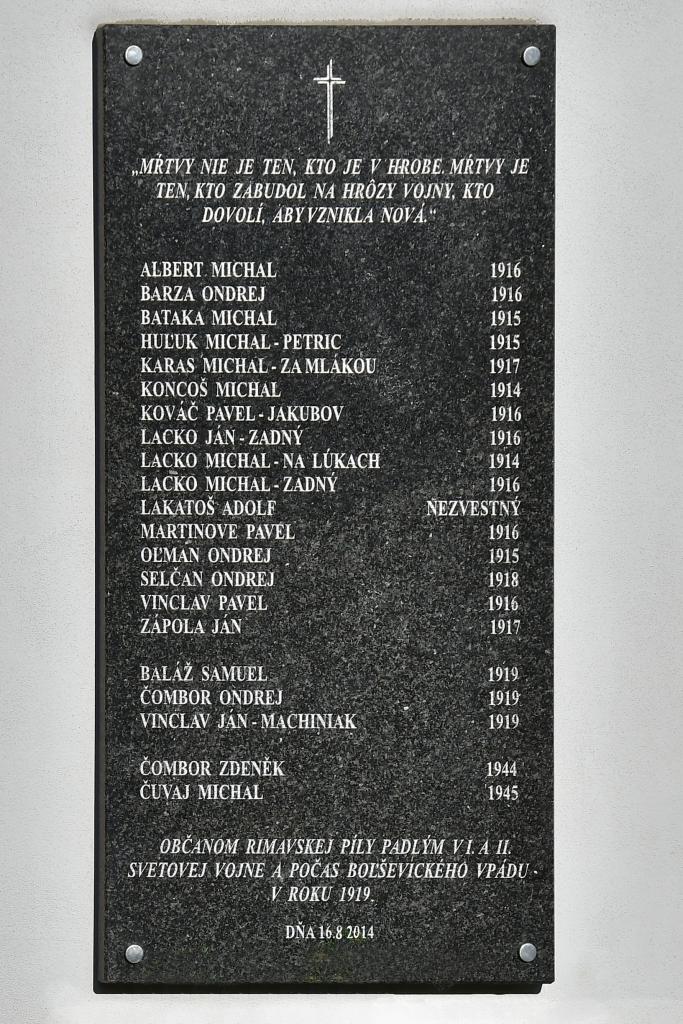 „MŔTVY NIE JE TEN, KTO JE V HROBE. MŔTVY JE
TEN, KTO ZABUDOL NA HRÔZY VOJNY, KTO
DOVOLÍ, ABY VZNIKLA NOVÁ.“
ALBERT MICHAL 1916
BARZA ONDREJ 1916
BATAKA MICHAL 1915
HUĽUK MICHAL - PETRIC 1915
KARAS MICHAL - ZA MLÁKOU 1917
KONCOŠ MICHAL 1914
KOVÁČ PAVEL - JAKUBOV 1916
LACKO JÁN - ZADNÝ 1916
LACKO MICHAL - NA LÚKACH 1914
LACKO MICHAL - ZADNÝ 1916
LAKATOŠ ADOLF NEZVESTNÝ
MARTINOVE PAVEL 1916
OĽMAN ONDREJ 1915
SELČAN ONDREJ 1918
VINCLAV PAVEL 1916
ZÁPOLA JÁN 1917
BALÁŽ SAMUEL 1919
ČOMBOR ONDREJ 1919
VINCLAV JÁN - MACHINIAK 1919
ČOMBOR ZDENĚK 1944
ČUVAJ MICHAL 1945
OBČANOM RIMAVSKEJ PÍLY PADLÝM V I. A II.
SVETOVEJ VOJNE A POČAS BOĽŠEVICKÉHO VPÁDU -
V ROKU 1919.
DŇA 16.8 2014